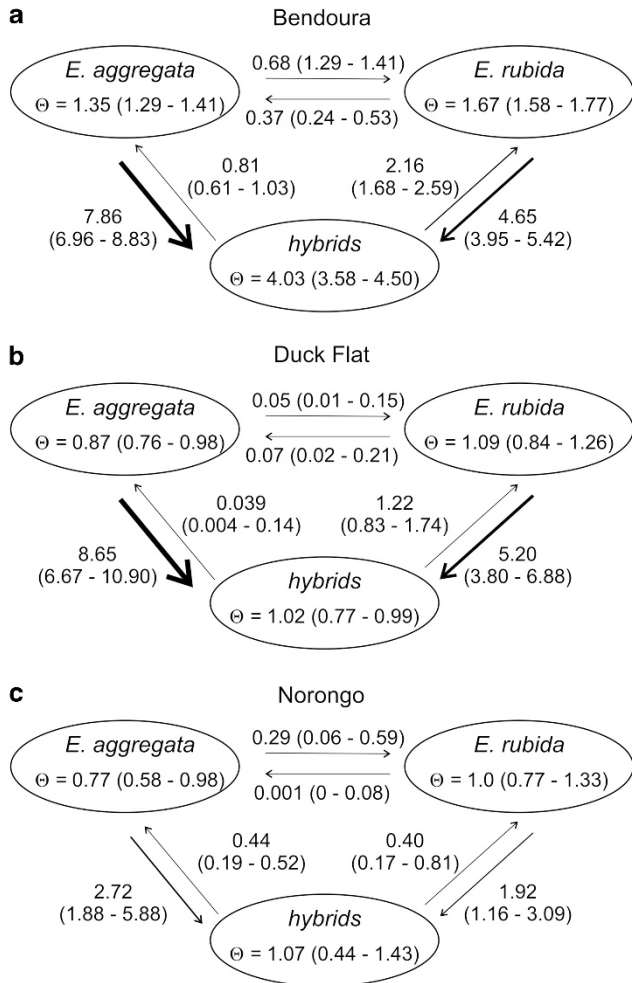 a
Bendoura
E. aggregata
Θ = 1.35 (1.29 - 1.41)
0.68 (1.29 - 1.41)
0.37 (0.24 - 0.53)
E. rubida
Θ = 1.67 (1.58 - 1.77)
7.86
(6.96 - 8.83)
0.81
(0.61 - 1.03)
2.16
(1.68 - 2.59)
4.65
(3.95 - 5.42)
hybrids
Θ = 4.03 (3.58 - 4.50)
b
Duck Flat
E. aggregata
Θ = 0.87 (0.76 - 0.98)
0.05 (0.01 - 0.15)
0.07 (0.02 - 0.21)
E. rubida
Θ = 1.09 (0.84 - 1.26)
8.65
(6.67 - 10.90)
0.039
(0.004 - 0.14)
1.22
(0.83 - 1.74)
5.20
(3.80 - 6.88)
hybrids
Θ = 1.02 (0.77 - 0.99)
c
Norongo
E. aggregata
Θ = 0.77 (0.58 - 0.98)
0.29 (0.06 - 0.59)
0.001 (0 - 0.08)
E. rubida
Θ = 1.0 (0.77 - 1.33)
2.72
(1.88 - 5.88)
0.44
(0.19 - 0.52)
0.40
(0.17 - 0.81)
1.92
(1.16 - 3.09)
hybrids
Θ = 1.07 (0.44 - 1.43)